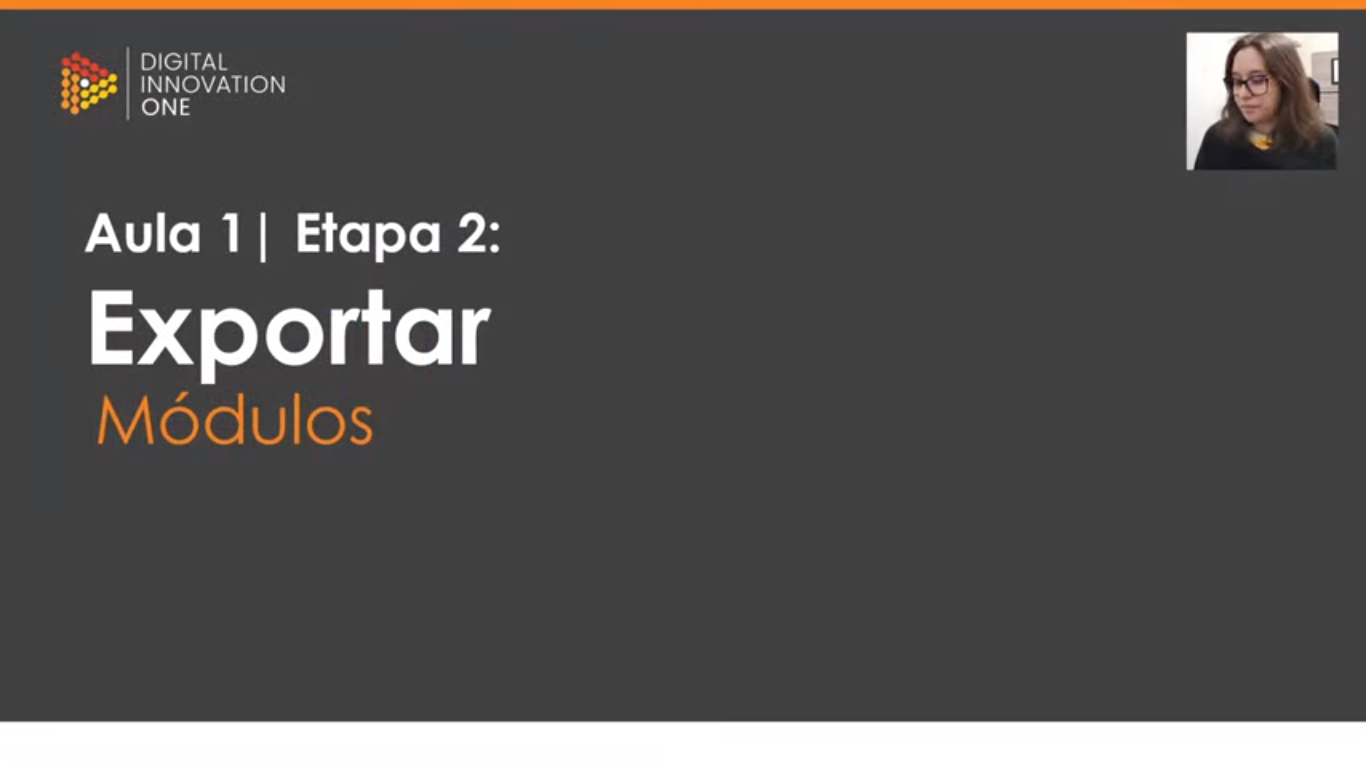 DIGITAL
INNOVATION
ONE
Aula 1| Etapa 2:
Exportar
Módulos